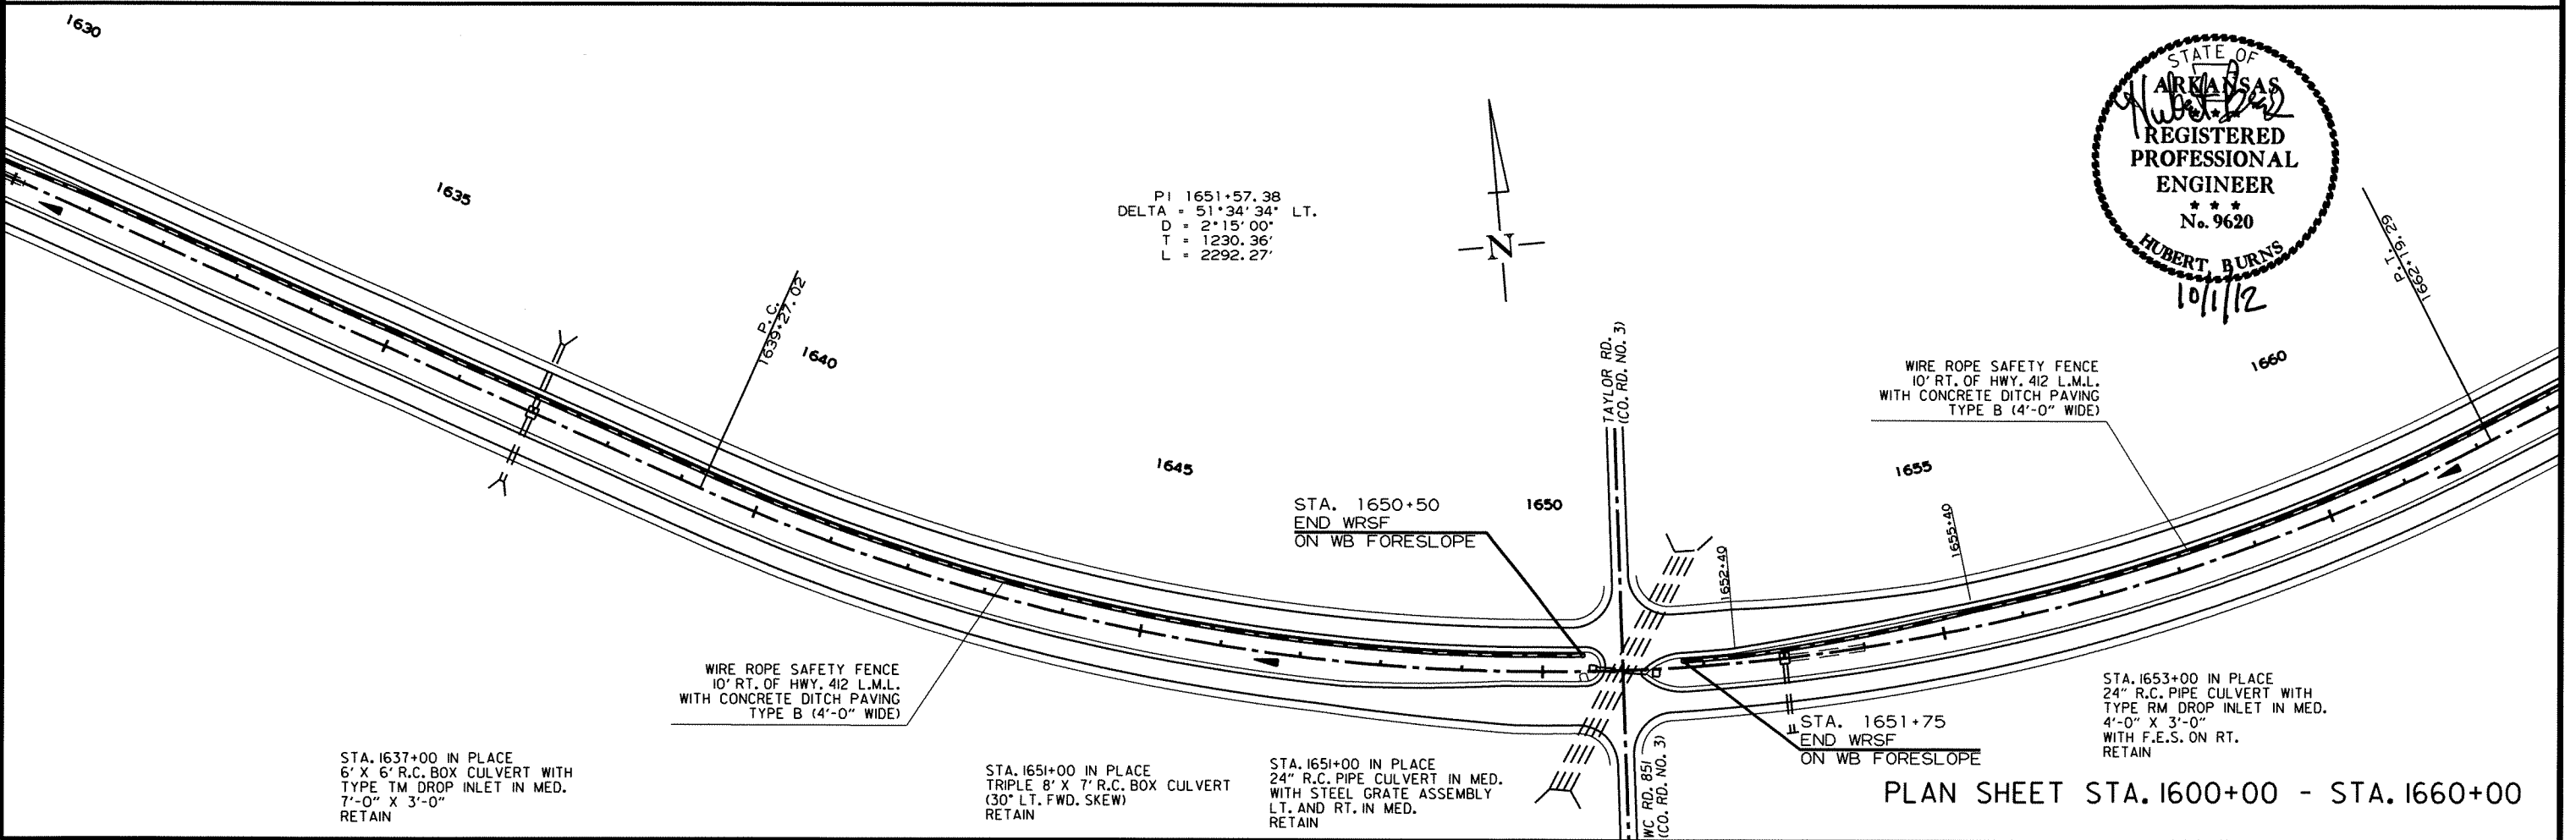 1630
1635
PI 1651+57.38
DELTA = 51°34'34" LT.
D = 2°15'00"
T = 1230.36'
L = 2292.27'
N
STATE OF
ARKANSAS
* * *
REGISTERED
PROFESSIONAL
ENGINEER
* * *
No. 9620
HUBERT BURNS
10/1/12
P.C.
1639+27.02
1640
P.T.
1662+19.29
1660
TAYLOR RD.
(CO. RD. NO. 3)
WIRE ROPE SAFETY FENCE
10' RT. OF HWY. 412 L.M.L.
WITH CONCRETE DITCH PAVING
TYPE B (4'-0" WIDE)
1645
1655
STA. 1650+50
END WRSF
ON WB FORESLOPE
1650
1655+40
1652+40
WIRE ROPE SAFETY FENCE
10' RT. OF HWY. 412 L.M.L.
WITH CONCRETE DITCH PAVING
TYPE B (4'-0" WIDE)
STA. 1651+75
END WRSF
ON WB FORESLOPE
STA. 1653+00 IN PLACE
24" R.C. PIPE CULVERT WITH
TYPE RM DROP INLET IN MED.
4'-0" X 3'-0"
WITH F.E.S. ON RT.
RETAIN
STA. 1637+00 IN PLACE
6' X 6' R.C. BOX CULVERT WITH
TYPE TM DROP INLET IN MED.
7'-0" X 3'-0"
RETAIN
STA. 1651+00 IN PLACE
TRIPLE 8' X 7' R.C. BOX CULVERT
(30° LT. FWD. SKEW)
RETAIN
STA. 1651+00 IN PLACE
24" R.C. PIPE CULVERT IN MED.
WITH STEEL GRATE ASSEMBLY
LT. AND RT. IN MED.
RETAIN
WC RD. 851
(CO. RD. NO. 3)
PLAN SHEET STA. 1600+00 - STA. 1660+00